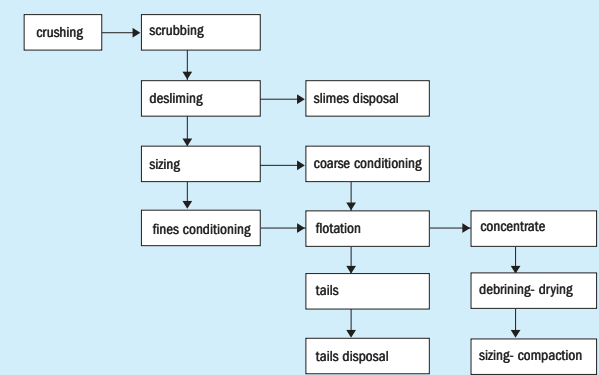 crushing
scrubbing
desliming
slimes disposal
sizing
coarse conditioning
fines conditioning
flotation
concentrate
tails
debrining- drying
tails disposal
sizing- compaction